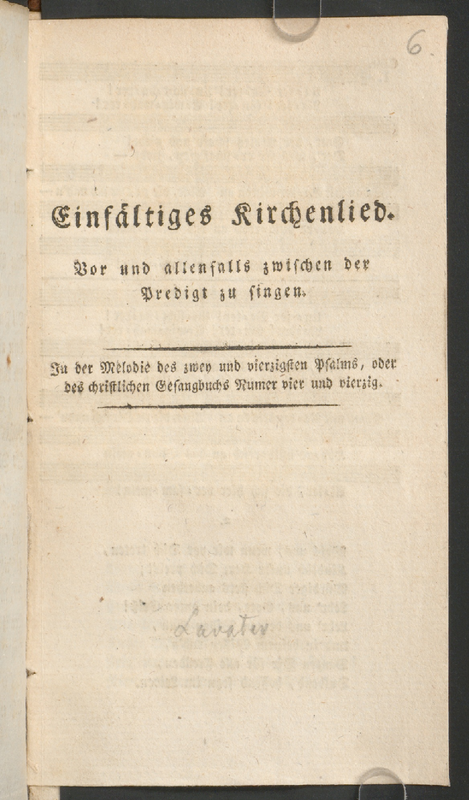 6.
Einfältiges Kirchenlied.
Vor und allenfalls zwischen der
Predigt zu singen.
In der Melodie des zwey und vierzigsten Psalms, oder
des christlichen Gesangbuchs Numer vier und vierzig.
Lavater